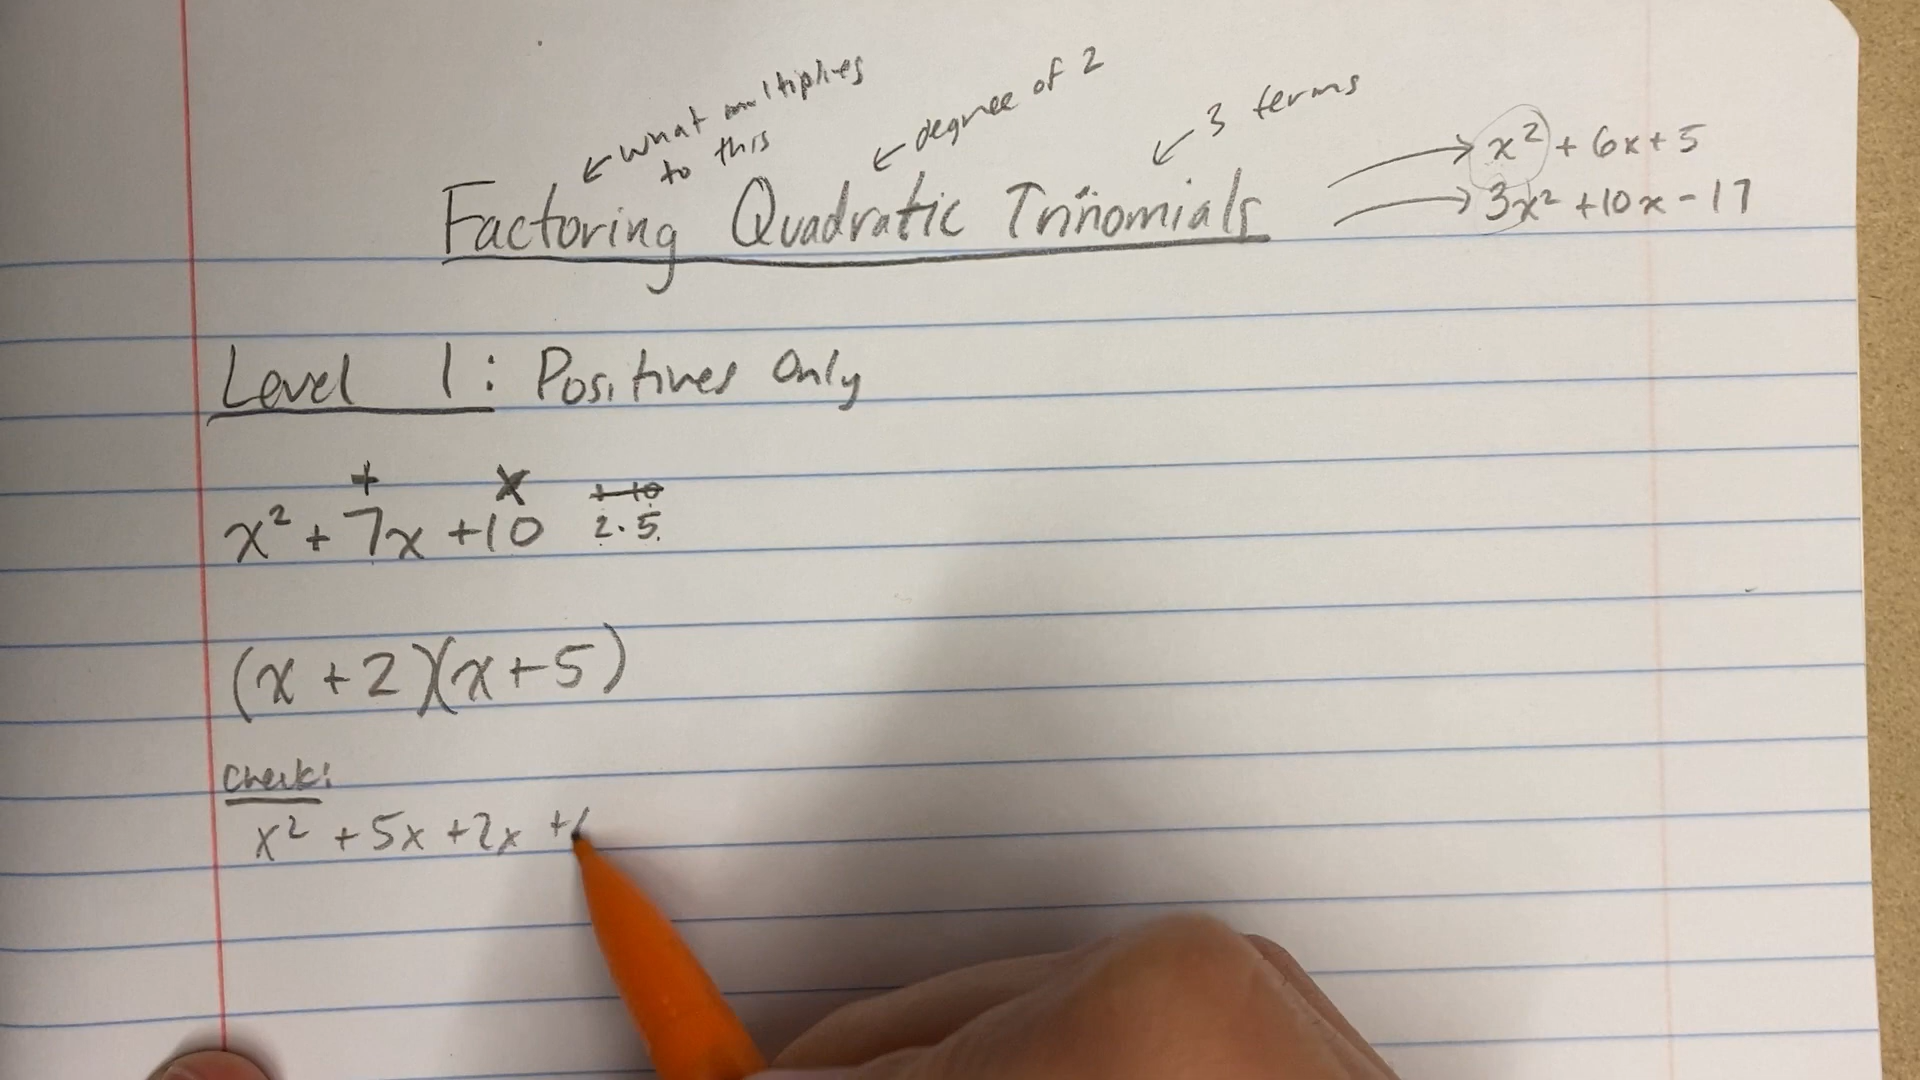 ← what multiplies
to this
← degree of 2
↙ 3 terms
Factoring Quadratic Trinomials
→ x² + 6x + 5
→ 3x² + 10x - 17
Level 1: Positives Only
+ x
x² + 7x + 10
1 10
2 · 5
(x + 2)(x + 5)
Check:
x² + 5x + 2x +